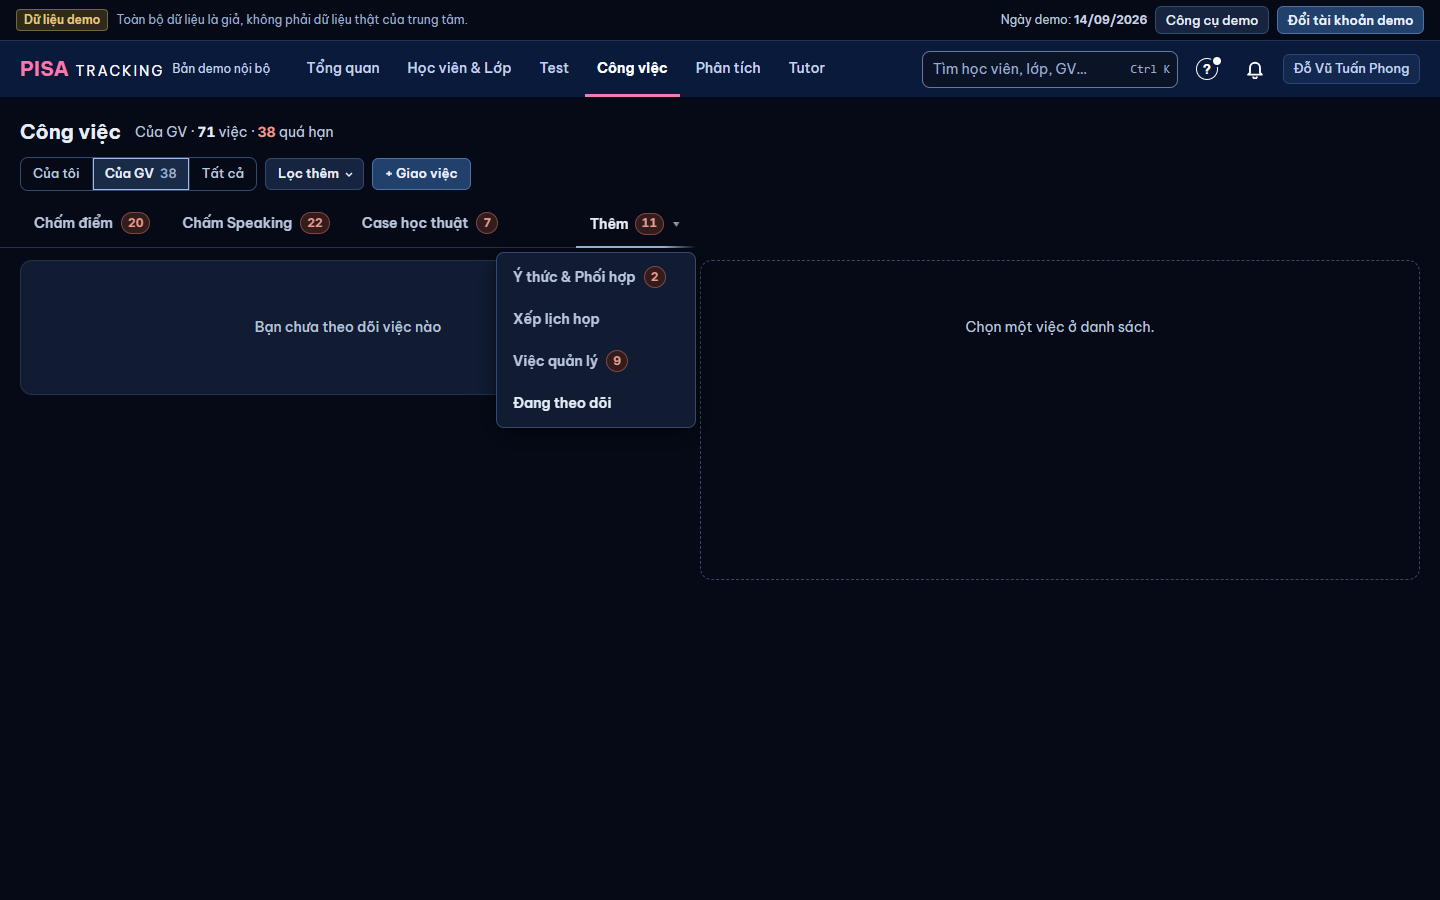 Dữ liệu demo Toàn bộ dữ liệu là giả, không phải dữ liệu thật của trung tâm. Ngày demo: 14/09/2026 Công cụ demo Đổi tài khoản demo
PISA TRACKING Bản demo nội bộ Tổng quan Học viên & Lớp Test Công việc Phân tích Tutor Tìm học viên, lớp, GV... Ctrl K ? Đỗ Vũ Tuấn Phong
Công việc Của GV · 71 việc · 38 quá hạn
Của tôi Của GV 38 Tất cả Lọc thêm + Giao việc
Chấm điểm 20 Chấm Speaking 22 Case học thuật 7 Thêm 11
Ý thức & Phối hợp 2
Xếp lịch họp
Việc quản lý 9
Đang theo dõi
Bạn chưa theo dõi việc nào
Chọn một việc ở danh sách.